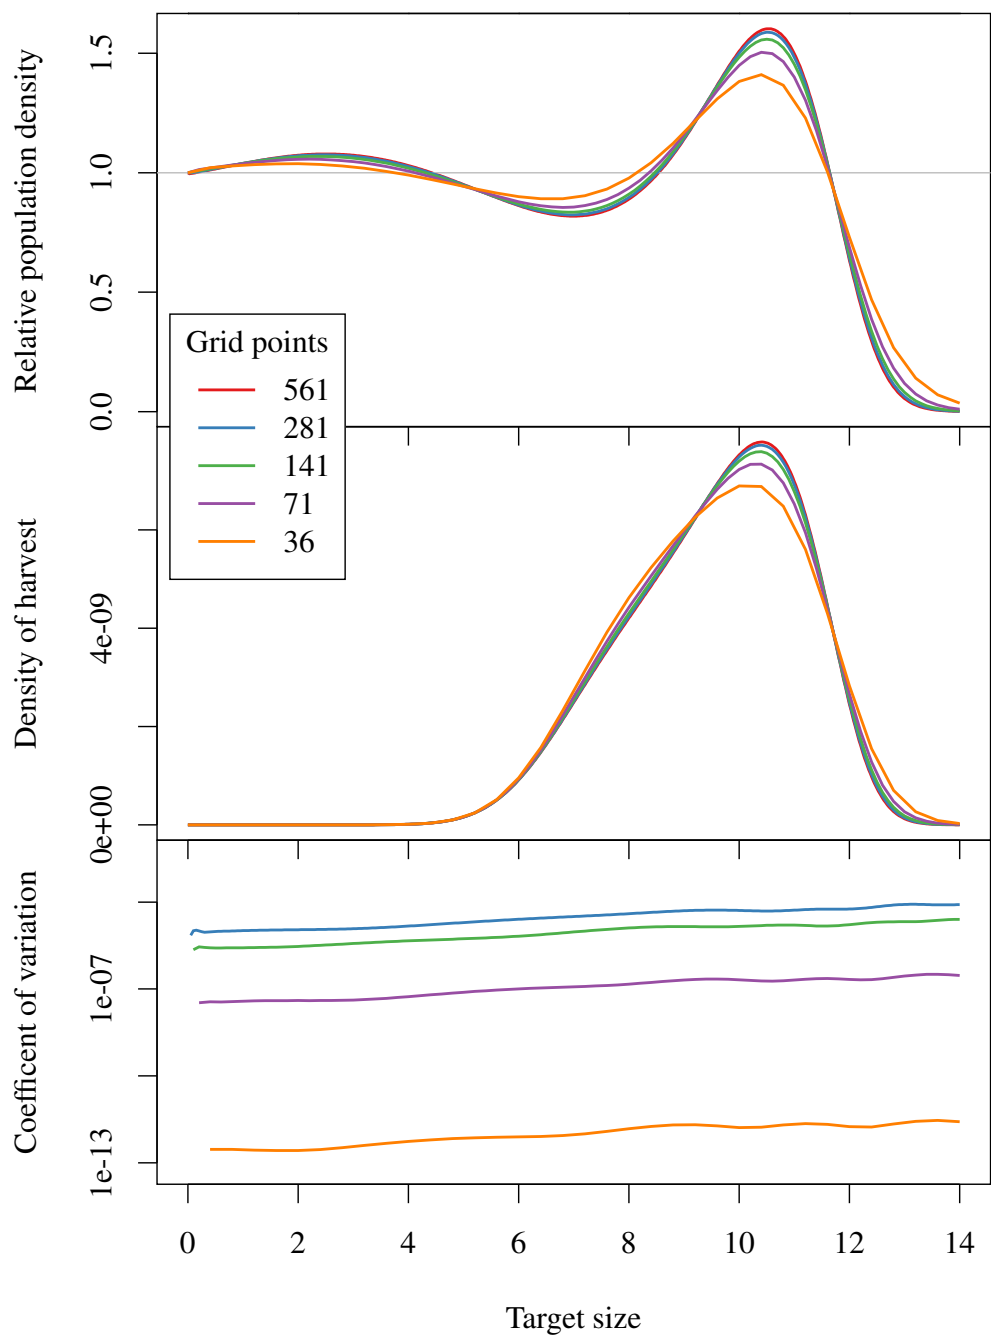 Relative population density
0.0
0.5
1.0
1.5
Grid points
561
281
141
71
36
Density of harvest
0e+00
4e-09
Coefficent of variation
1e-13
1e-07
0 2 4 6 8 10 12 14
Target size